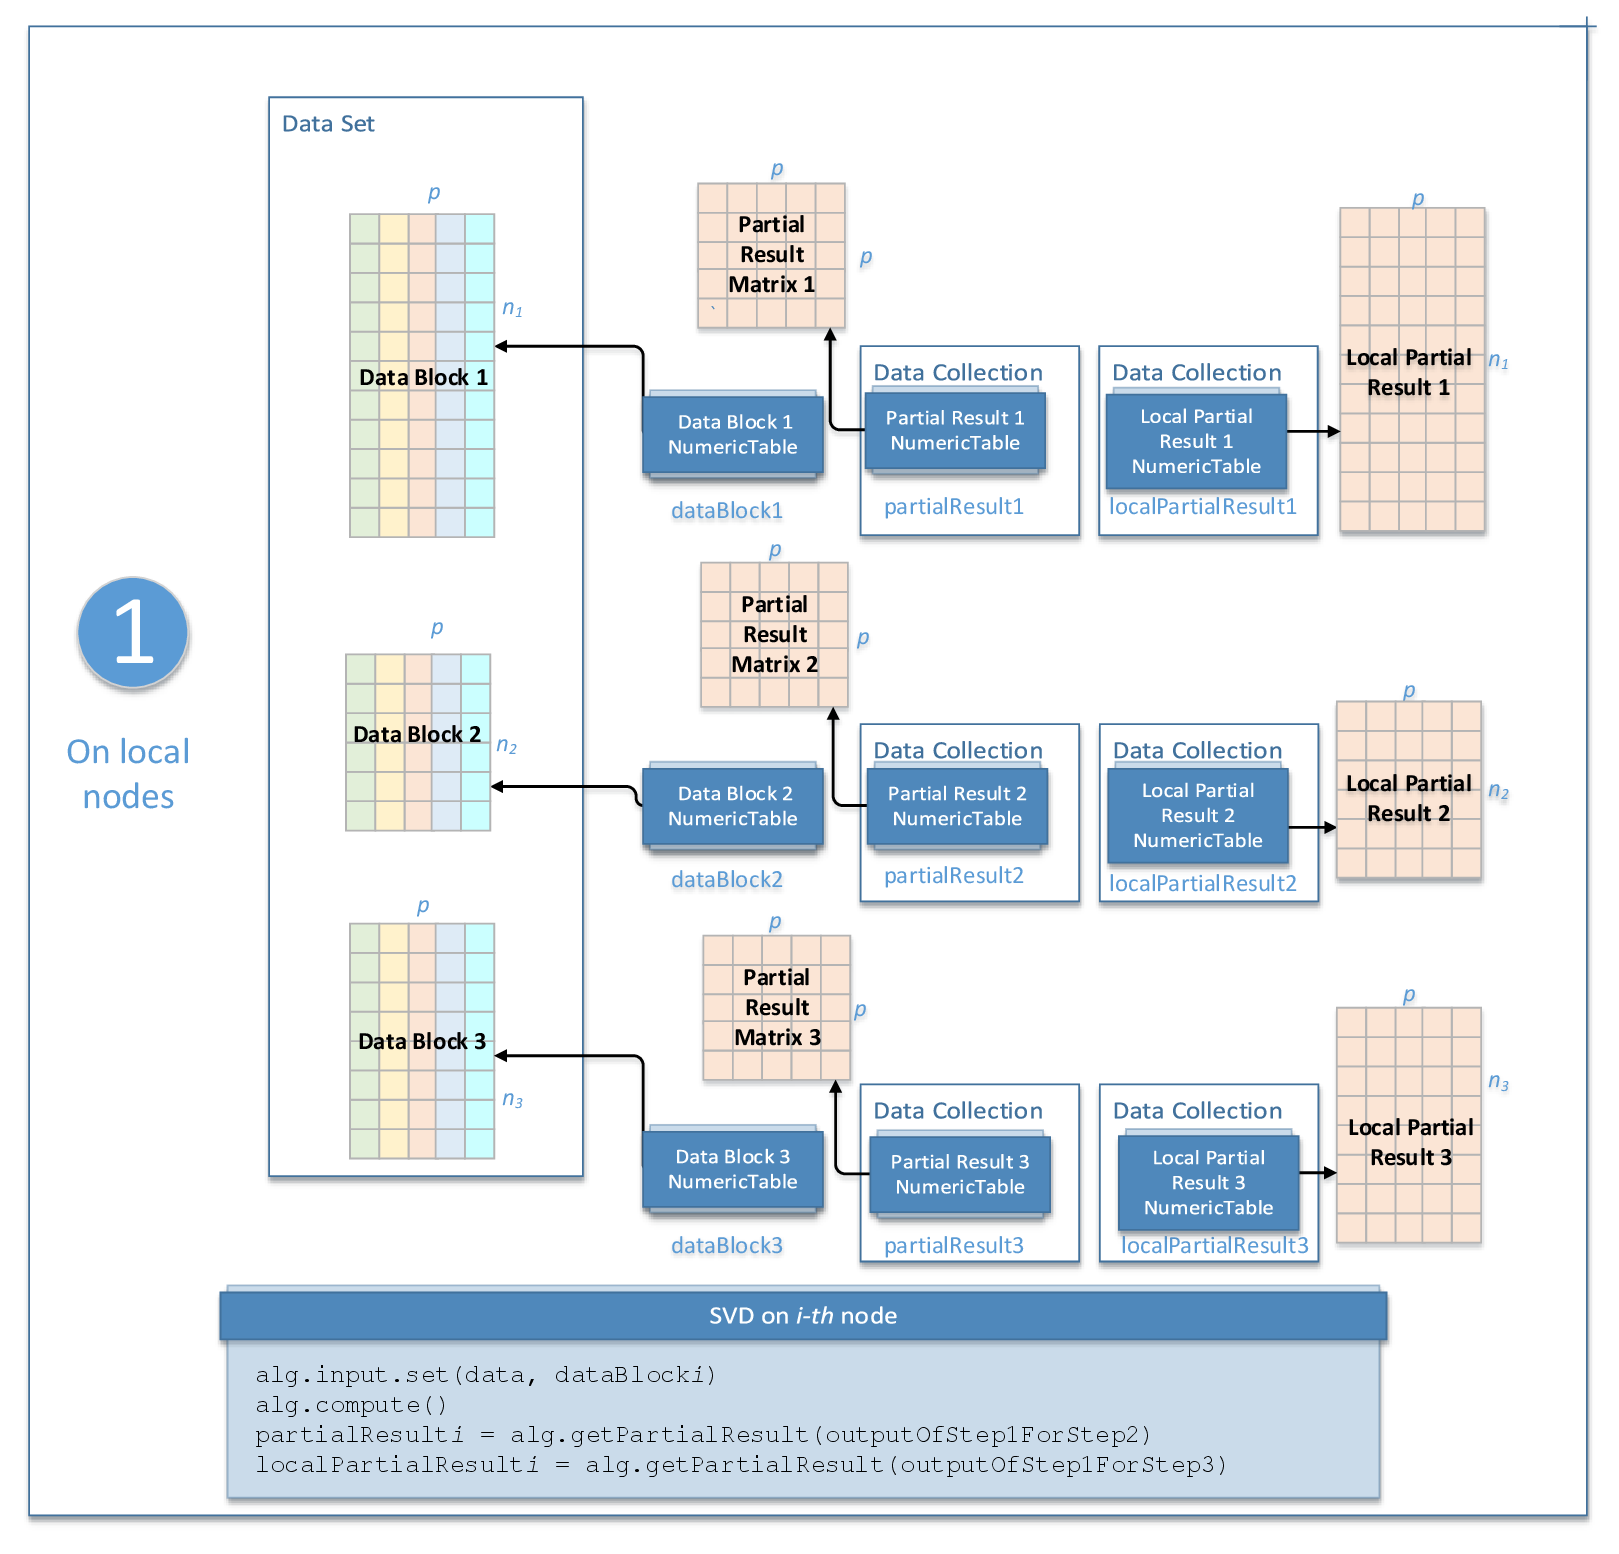 Data Set
p
Data Block 1
n1
p
Partial
Result
Matrix 1
`
p
Data Block 1
NumericTable
dataBlock1
Data Collection
Partial Result 1
NumericTable
partialResult1
Data Collection
Local Partial
Result 1
NumericTable
localPartialResult1
p
Local Partial
Result 1
n1
1
On local
nodes
p
Data Block 2
n2
p
Partial
Result
Matrix 2
p
Data Block 2
NumericTable
dataBlock2
Data Collection
Partial Result 2
NumericTable
partialResult2
Data Collection
Local Partial
Result 2
NumericTable
localPartialResult2
p
Local Partial
Result 2
n2
p
Data Block 3
n3
p
Partial
Result
Matrix 3
p
Data Block 3
NumericTable
dataBlock3
Data Collection
Partial Result 3
NumericTable
partialResult3
Data Collection
Local Partial
Result 3
NumericTable
localPartialResult3
p
Local Partial
Result 3
n3
SVD on i-th node
alg.input.set(data, dataBlocki)
alg.compute()
partialResulti = alg.getPartialResult(outputOfStep1ForStep2)
localPartialResulti = alg.getPartialResult(outputOfStep1ForStep3)